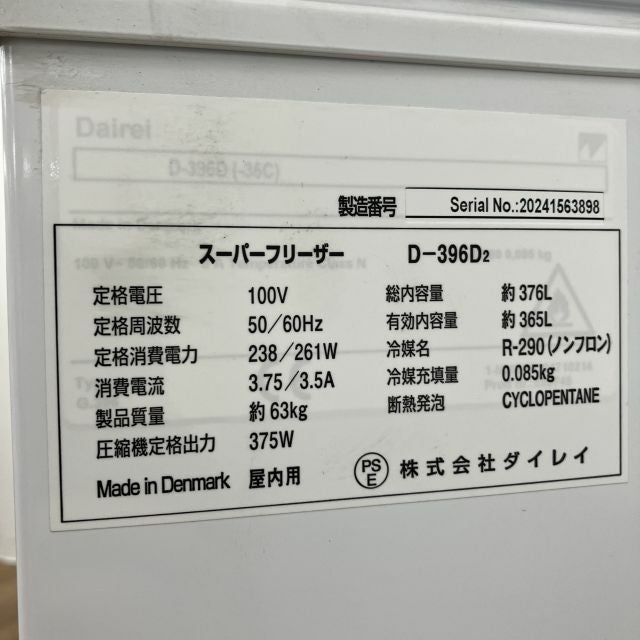 Dairei
製造番号 Serial No.:20241563898
スーパーフリーザー D-396D2
定格電圧 100V
定格周波数 50/60Hz
定格消費電力 238/261W
消費電流 3.75/3.5A
製品質量 約63kg
圧縮機定格出力 375W
Made in Denmark 屋内用
総内容量 約376L
有効内容量 約365L
冷媒名 R-290(ノンフロン)
冷媒充填量 0.085kg
断熱発泡 CYCLOPENTANE
PS
E
株式会社ダイレイ